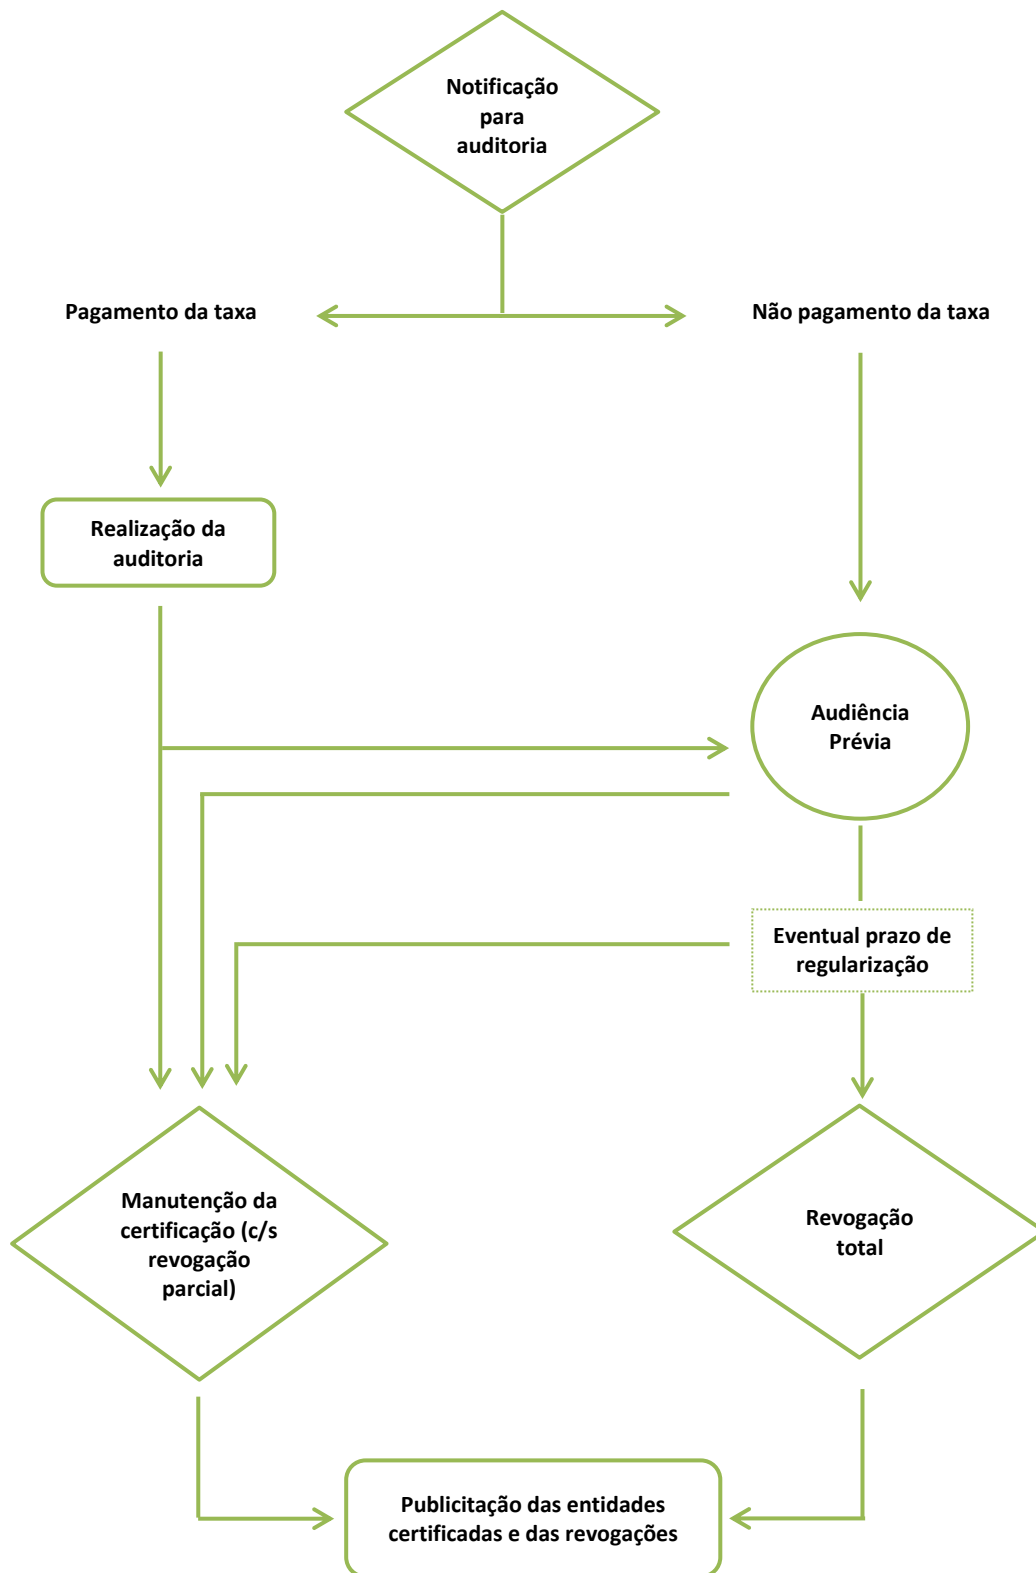 Notificação
para
auditoria
Pagamento da taxa
Não pagamento da taxa
Realização da
auditoria
Audiência
Prévia
Eventual prazo de
regularização
Manutenção da
certificação (c/s
revogação
parcial)
Revogação
total
Publicitação das entidades
certificadas e das revogações